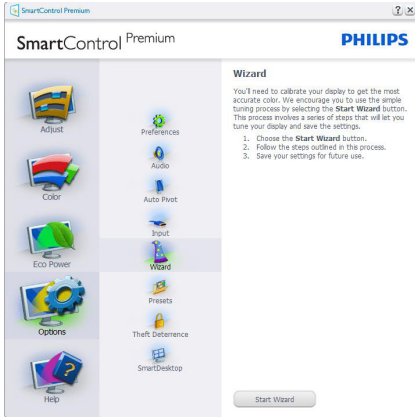 SmartControl Premium
SmartControl Premium
PHILIPS
Adjust
Color
Eco Power
Options
Help
Preferences
Audio
Auto Pivot
Input
Wizard
Presets
Theft Deterrence
SmartDesktop
Wizard
You'll need to calibrate your display to get the most
accurate color. We encourage you to use the simple
tuning process by selecting the Start Wizard button.
This process involves a series of steps that will let you
tune your display and save the settings.
1. Choose the Start Wizard button.
2. Follow the steps outlined in this process.
3. Save your settings for future use.
Start Wizard